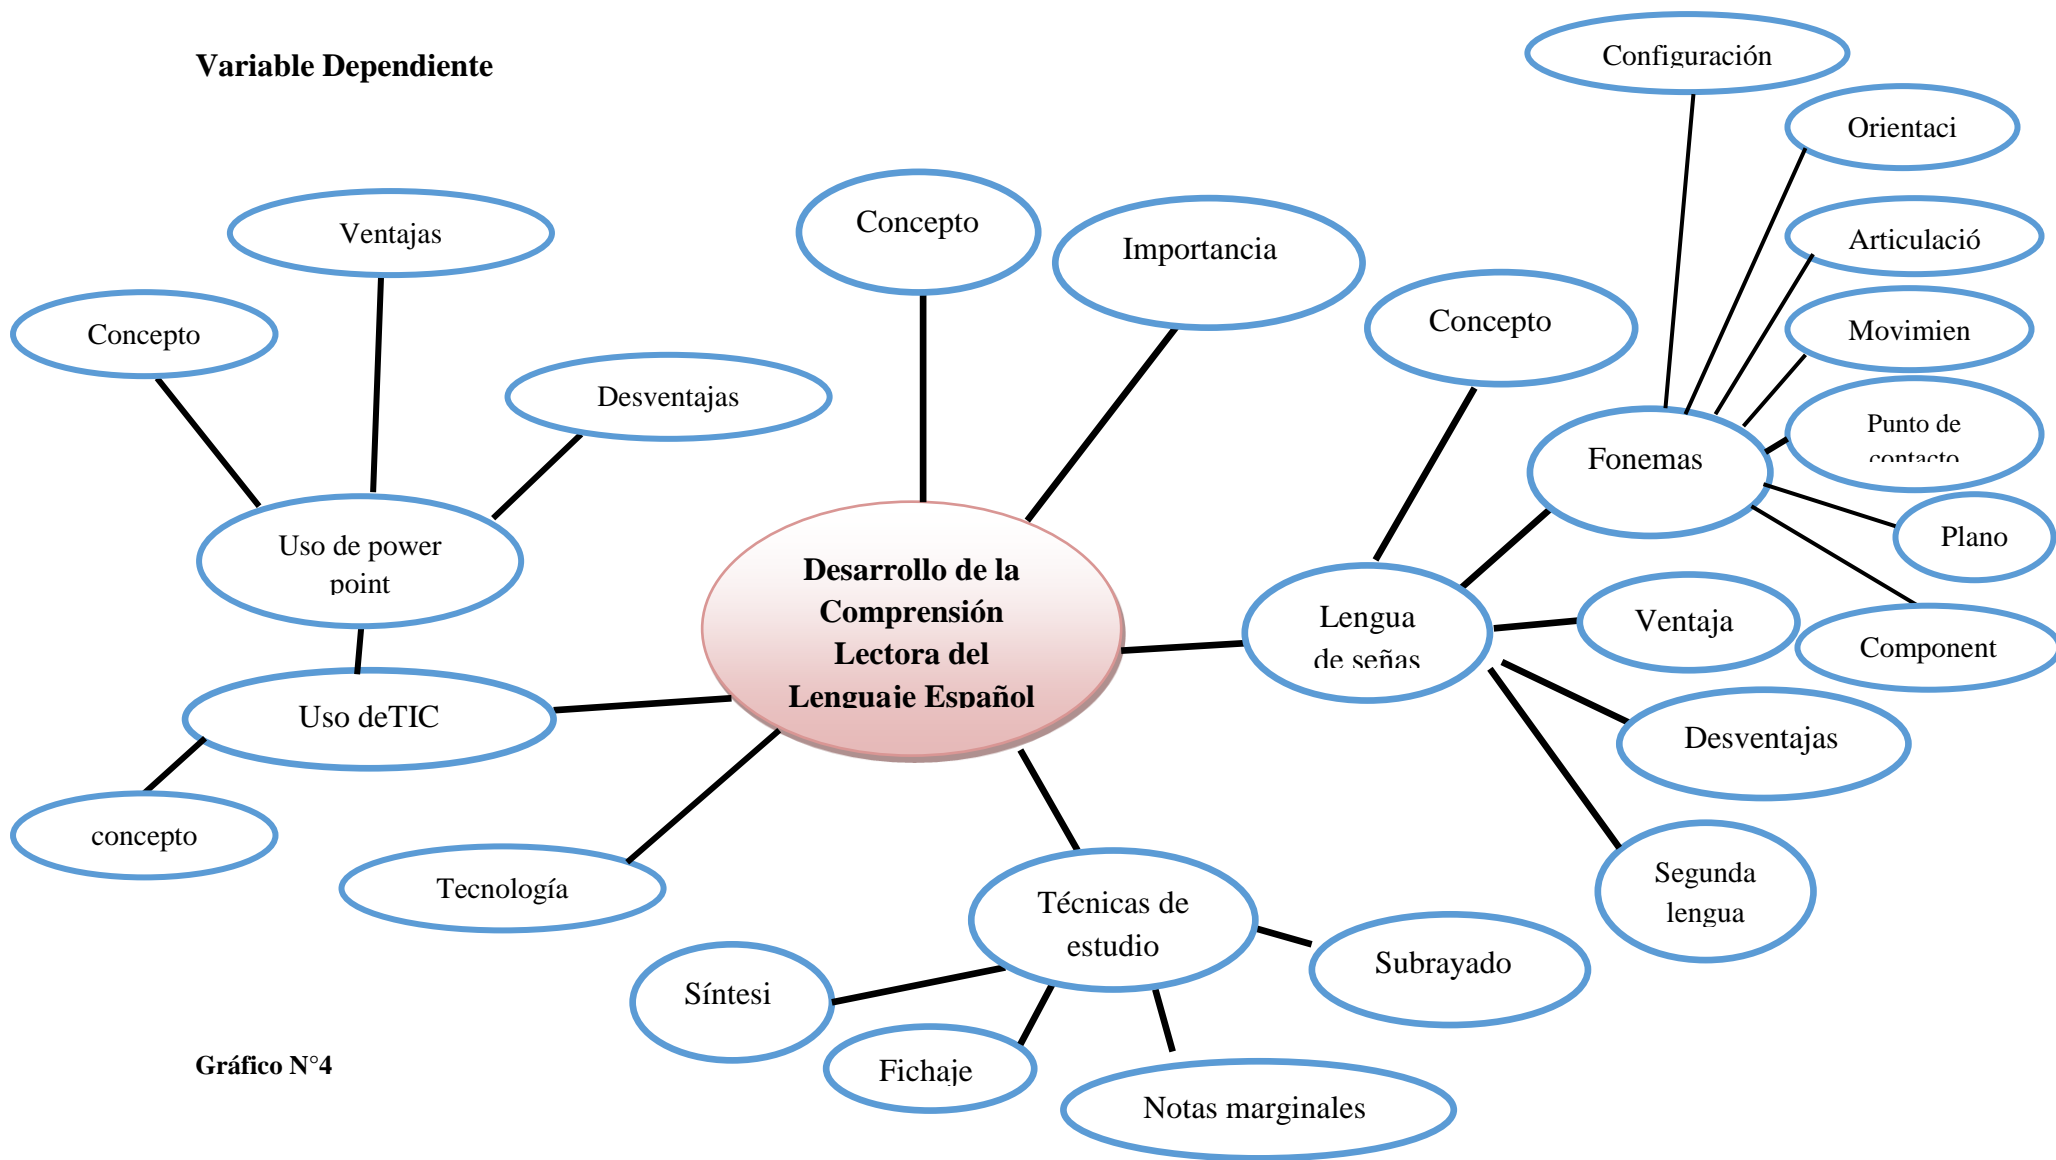 Variable Dependiente
Configuración
Orientaci
Articulació
Movimien
Punto de
contacto
Plano
Component
Fonemas
Concepto
Importancia
Concepto
Ventajas
Concepto
Desventajas
Uso de power
point
Uso deTIC
concepto
Tecnología
Desarrollo de la
Comprensión
Lectora del
Lenguaje Español
Lengua
de señas
Ventaja
Desventajas
Segunda
lengua
Técnicas de
estudio
Síntesi
Fichaje
Notas marginales
Subrayado
Gráfico N°4